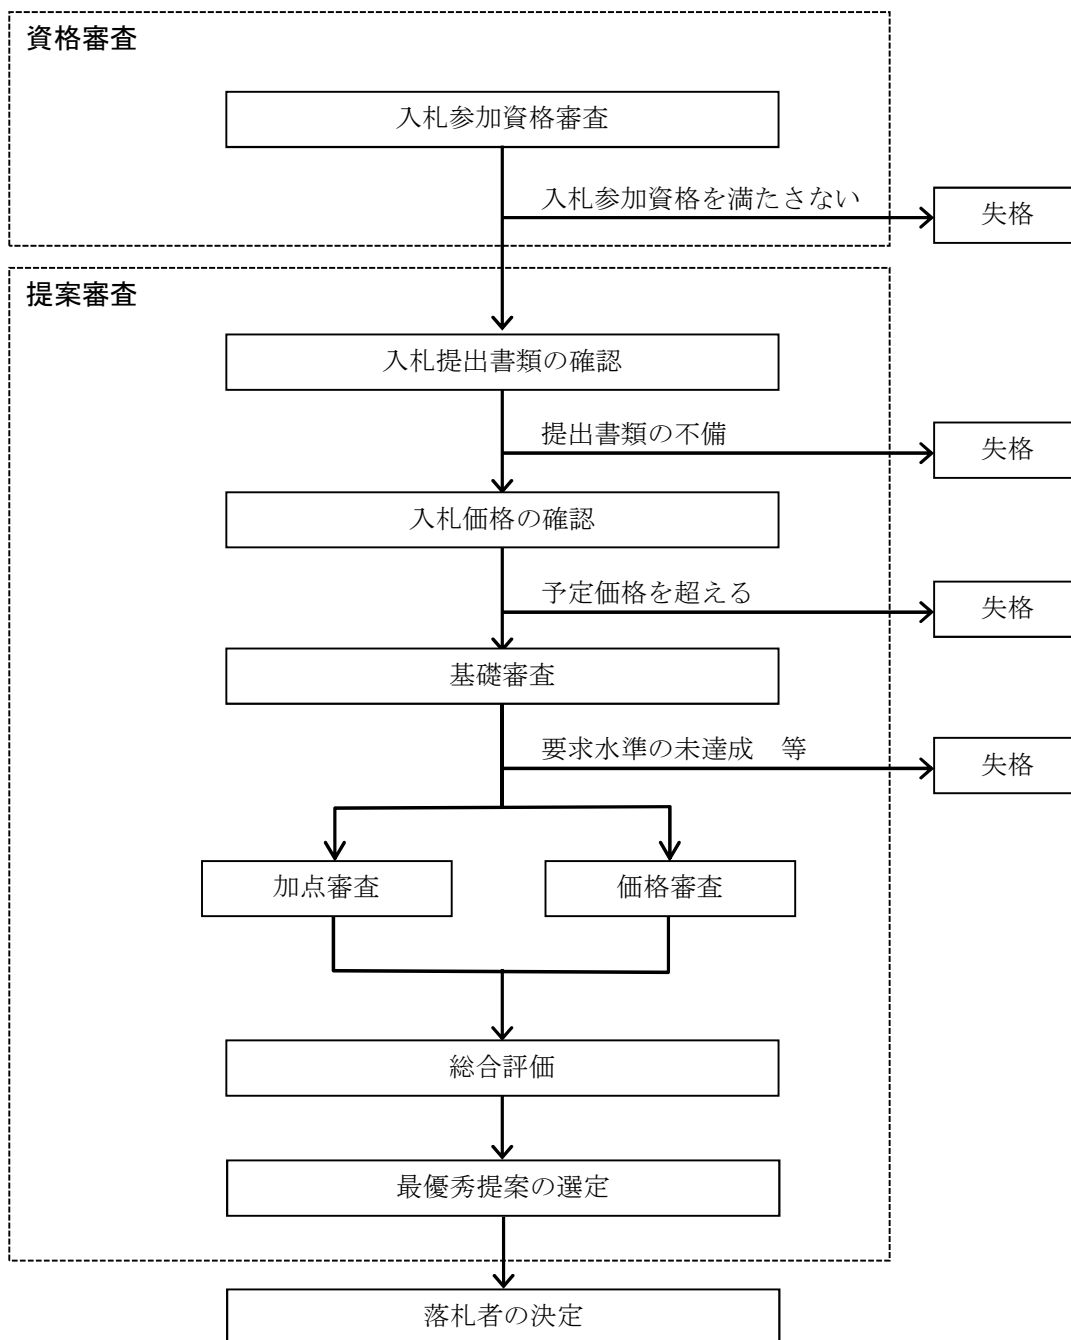 資格審査
入札参加資格審査
入札参加資格を満たさない
失格
提案審査
入札提出書類の確認
提出書類の不備
失格
入札価格の確認
予定価格を超える
失格
基礎審査
要求水準の未達成　等
失格
加点審査
価格審査
総合評価
最優秀提案の選定
落札者の決定